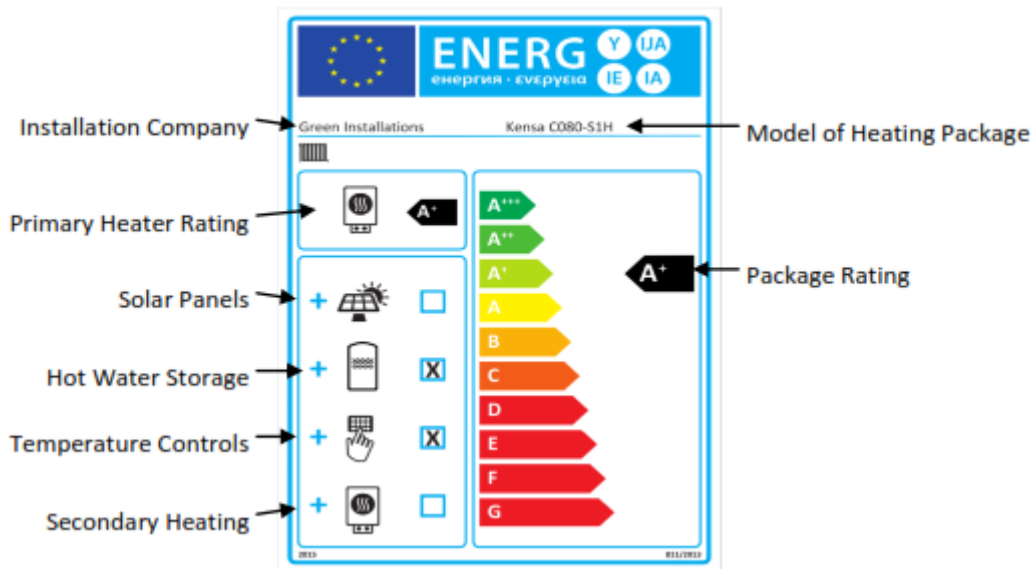 ENERG Y IJA
енергия · ενεργεια IE IA
Installation Company
Green Installations
Kensa C080-S1H
Model of Heating Package
Primary Heater Rating
A+
A+++
A++
A+
A
B
C
D
E
F
G
A+
Package Rating
Solar Panels
+
Hot Water Storage
+ X
Temperature Controls
+ X
Secondary Heating
+
2015
811/2013